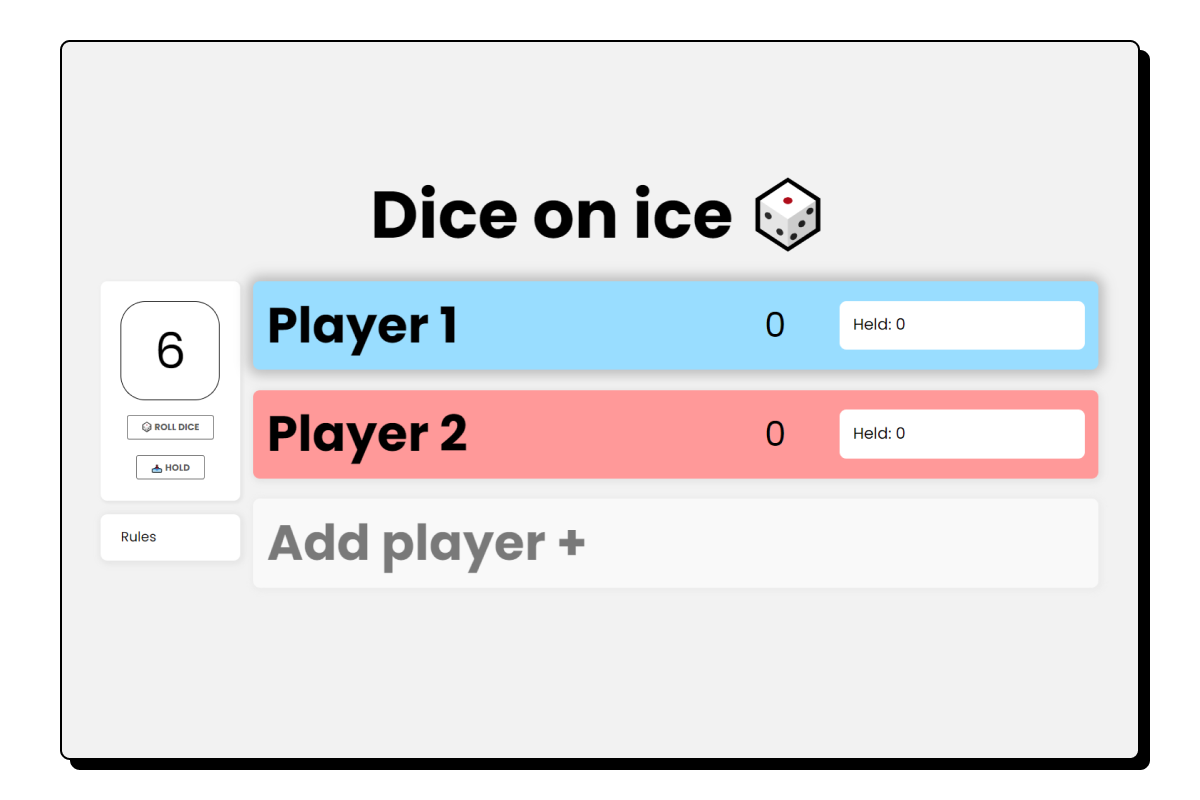 Dice on ice
6
ROLL DICE
HOLD
Rules
Player 1
0
Held: 0
Player 2
0
Held: 0
Add player +